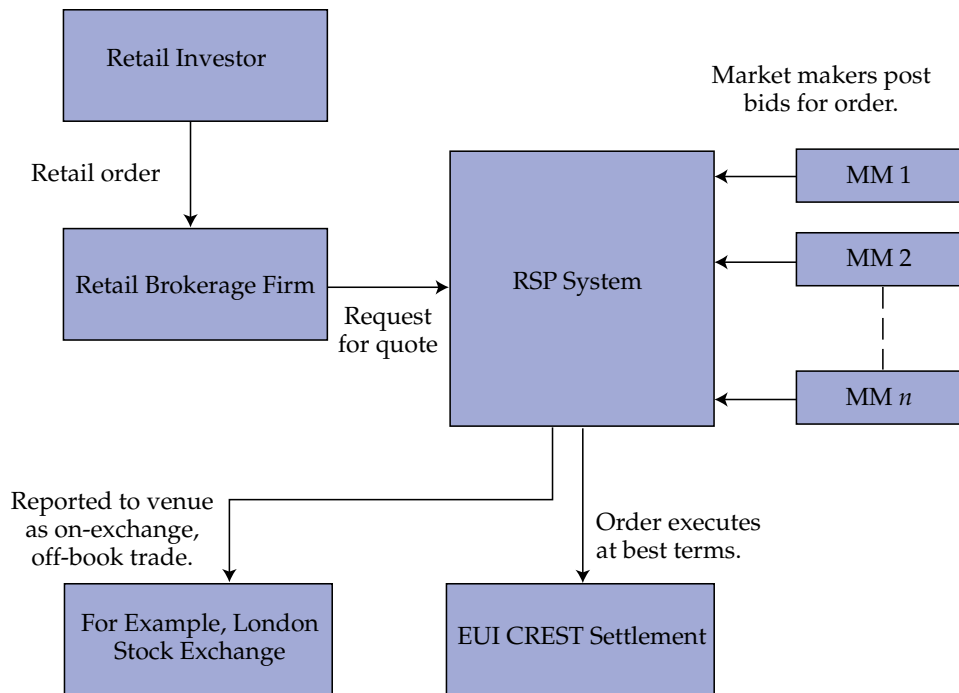 Retail Investor
Market makers post
bids for order.
Retail order
MM 1
Retail Brokerage Firm
Request
for quote
RSP System
MM 2
MM n
Reported to venue
as on-exchange,
off-book trade.
Order executes
at best terms.
For Example, London
Stock Exchange
EUI CREST Settlement